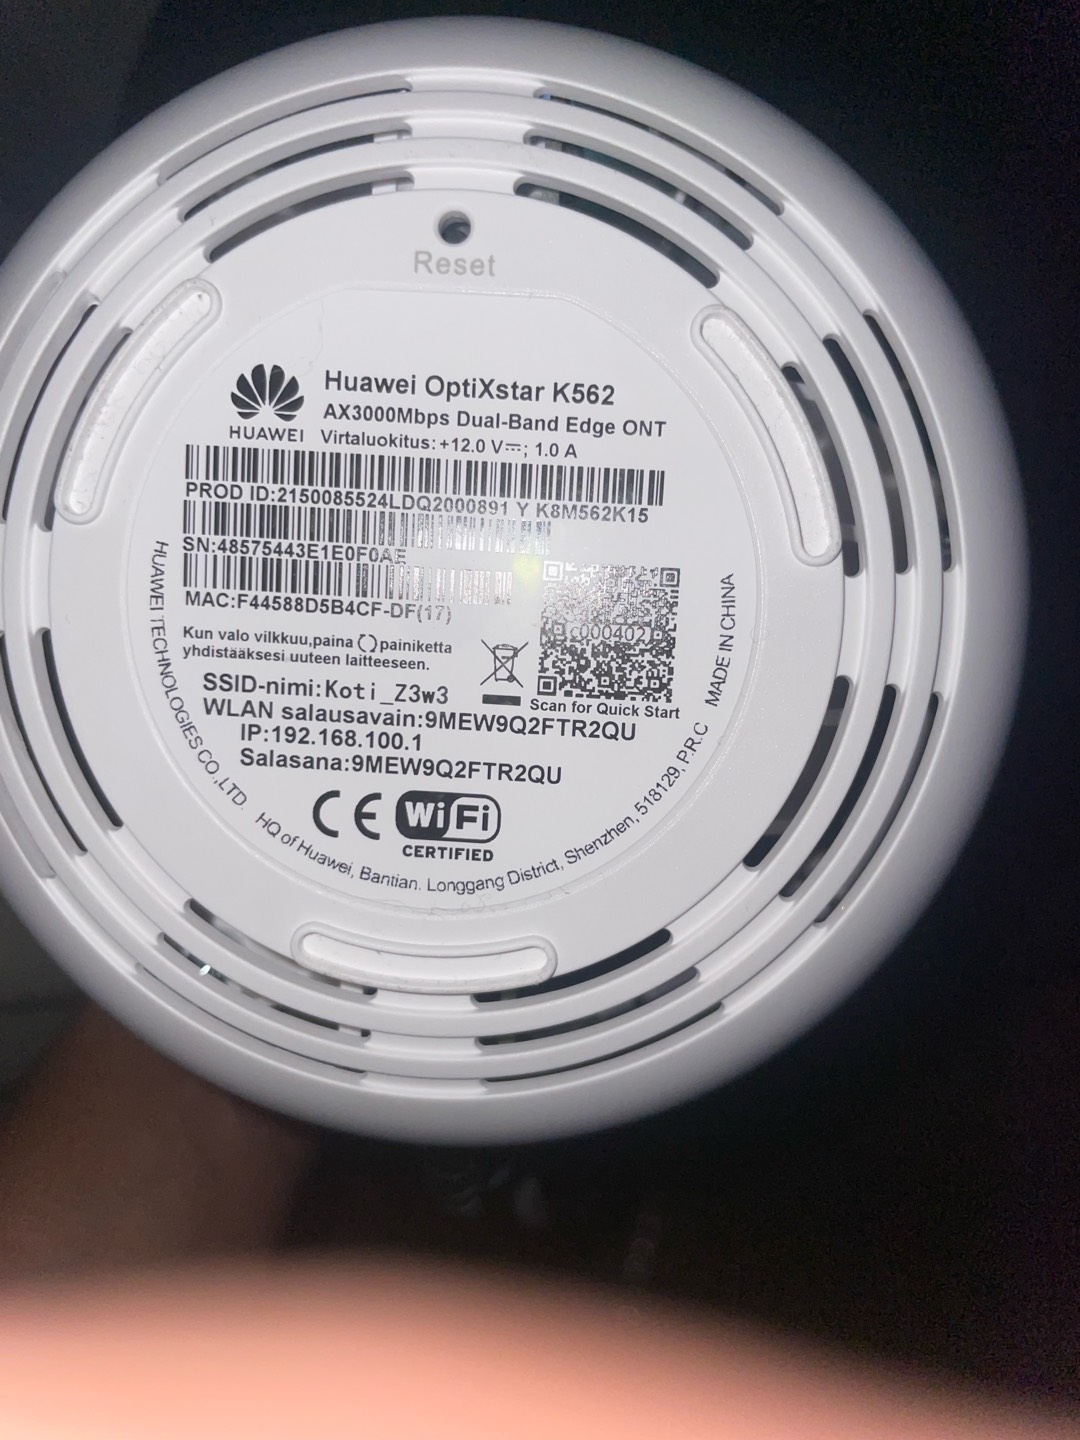 Reset
HUAWEI
Huawei OptiXstar K562
AX3000Mbps Dual-Band Edge ONT
Virtaluokitus: +12.0 V⎓; 1.0 A
PROD ID:2150085524LDQ2000891 Y K8M562K15
SN:48575443E1E0F0AE
MAC:F44588D5B4CF-DF(17)
c000402
Kun valo vilkkuu,paina painiketta
yhdistääksesi uuteen laitteeseen.
Scan for Quick Start
SSID-nimi:Koti_Z3w3
WLAN salausavain:9MEW9Q2FTR2QU
IP:192.168.100.1
Salasana:9MEW9Q2FTR2QU
CE WiFi
CERTIFIED
HUAWEI TECHNOLOGIES CO.,LTD. HQ of Huawei, Bantian. Longgang District, Shenzhen, 518129, P.R.C MADE IN CHINA